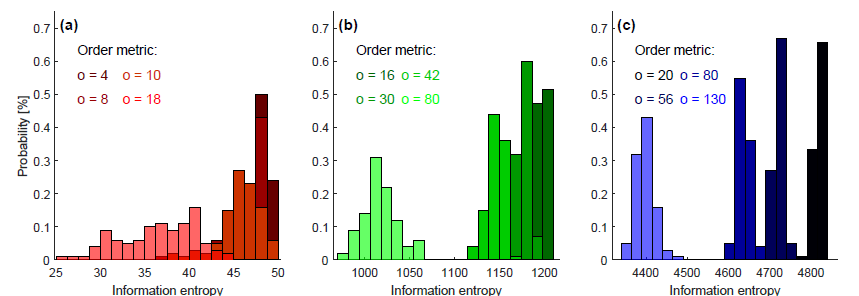 (a)
Order metric:
o = 4 o = 10
o = 8 o = 18
Probability [%]
0.7
0.6
0.5
0.4
0.3
0.2
0.1
0
25 30 35 40 45 50
Information entropy
(b)
Order metric:
o = 16 o = 42
o = 30 o = 80
0.7
0.6
0.5
0.4
0.3
0.2
0.1
0
1000 1050 1100 1150 1200
Information entropy
(c)
Order metric:
o = 20 o = 80
o = 56 o = 130
0.7
0.6
0.5
0.4
0.3
0.2
0.1
0
4400 4500 4600 4700 4800
Information entropy